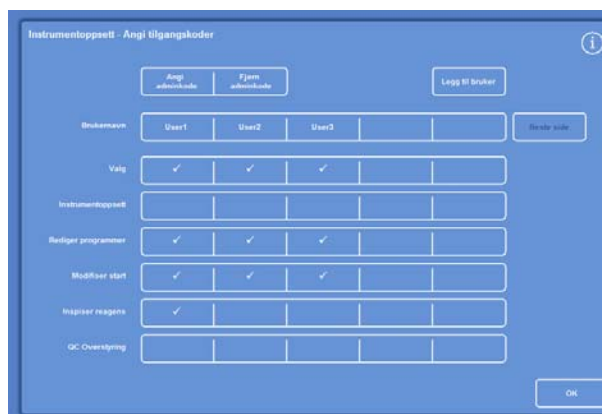 Instrumentoppsett - Angi tilgangskoder
Angi
adminkode
Fjern
adminkode
Legg til bruker
Brukernavn User1 User2 User3 Neste side
Valg ✓ ✓ ✓
Instrumentoppsett
Rediger programmer ✓ ✓ ✓
Modifiser start ✓ ✓ ✓
Inspiser reagens ✓
QC Overstyring
OK